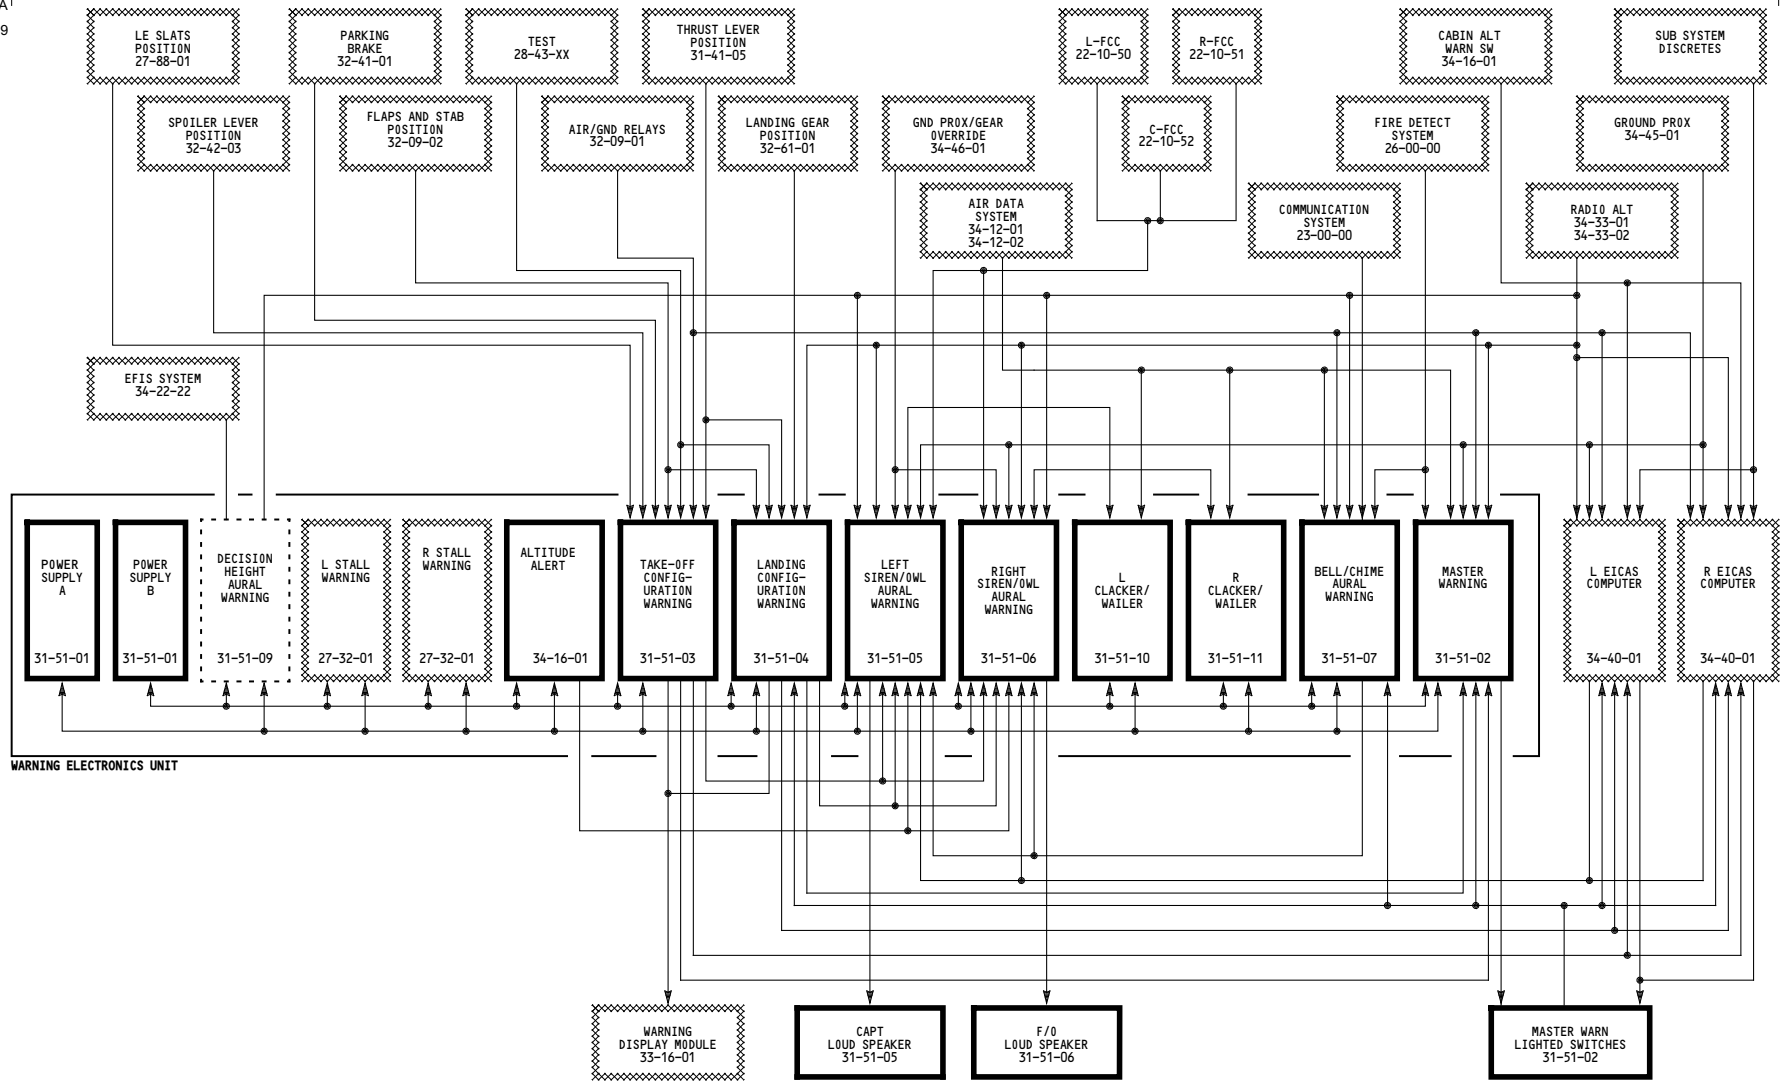 A
9
LE SLATS
POSITION
27-88-01
PARKING
BRAKE
32-41-01
TEST
28-43-XX
THRUST LEVER
POSITION
31-41-05
L-FCC
22-10-50
R-FCC
22-10-51
CABIN ALT
WARN SW
34-16-01
SUB SYSTEM
DISCRETES
SPOILER LEVER
POSITION
32-42-03
FLAPS AND STAB
POSITION
32-09-02
AIR/GND RELAYS
32-09-01
LANDING GEAR
POSITION
32-61-01
GND PROX/GEAR
OVERRIDE
34-46-01
C-FCC
22-10-52
FIRE DETECT
SYSTEM
26-00-00
GROUND PROX
34-45-01
AIR DATA
SYSTEM
34-12-01
34-12-02
COMMUNICATION
SYSTEM
23-00-00
RADIO ALT
34-33-01
34-33-02
EFIS SYSTEM
34-22-22
POWER
SUPPLY
A
31-51-01
POWER
SUPPLY
B
31-51-01
DECISION
HEIGHT
AURAL
WARNING
31-51-09
L STALL
WARNING
27-32-01
R STALL
WARNING
27-32-01
ALTITUDE
ALERT
34-16-01
TAKE-OFF
CONFIG-
URATION
WARNING
31-51-03
LANDING
CONFIG-
URATION
WARNING
31-51-04
LEFT
SIREN/OWL
AURAL
WARNING
31-51-05
RIGHT
SIREN/OWL
AURAL
WARNING
31-51-06
L
CLACKER/
WAILER
31-51-10
R
CLACKER/
WAILER
31-51-11
BELL/CHIME
AURAL
WARNING
31-51-07
MASTER
WARNING
31-51-02
L EICAS
COMPUTER
34-40-01
R EICAS
COMPUTER
34-40-01
WARNING ELECTRONICS UNIT
WARNING
DISPLAY MODULE
33-16-01
CAPT
LOUD SPEAKER
31-51-05
F/O
LOUD SPEAKER
31-51-06
MASTER WARN
LIGHTED SWITCHES
31-51-02